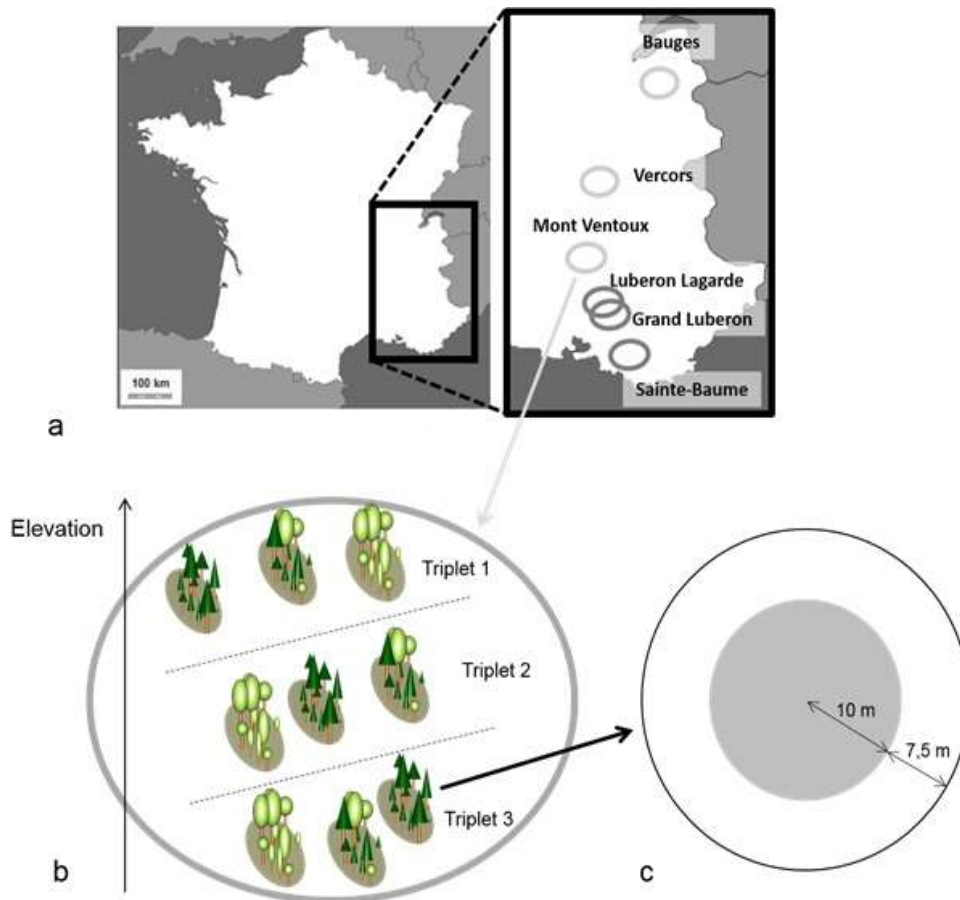 Bauges
Vercors
Mont Ventoux
Luberon Lagarde
Grand Luberon
Sainte-Baume
100 km
a
Elevation
Triplet 1
Triplet 2
Triplet 3
b
10 m
7,5 m
c